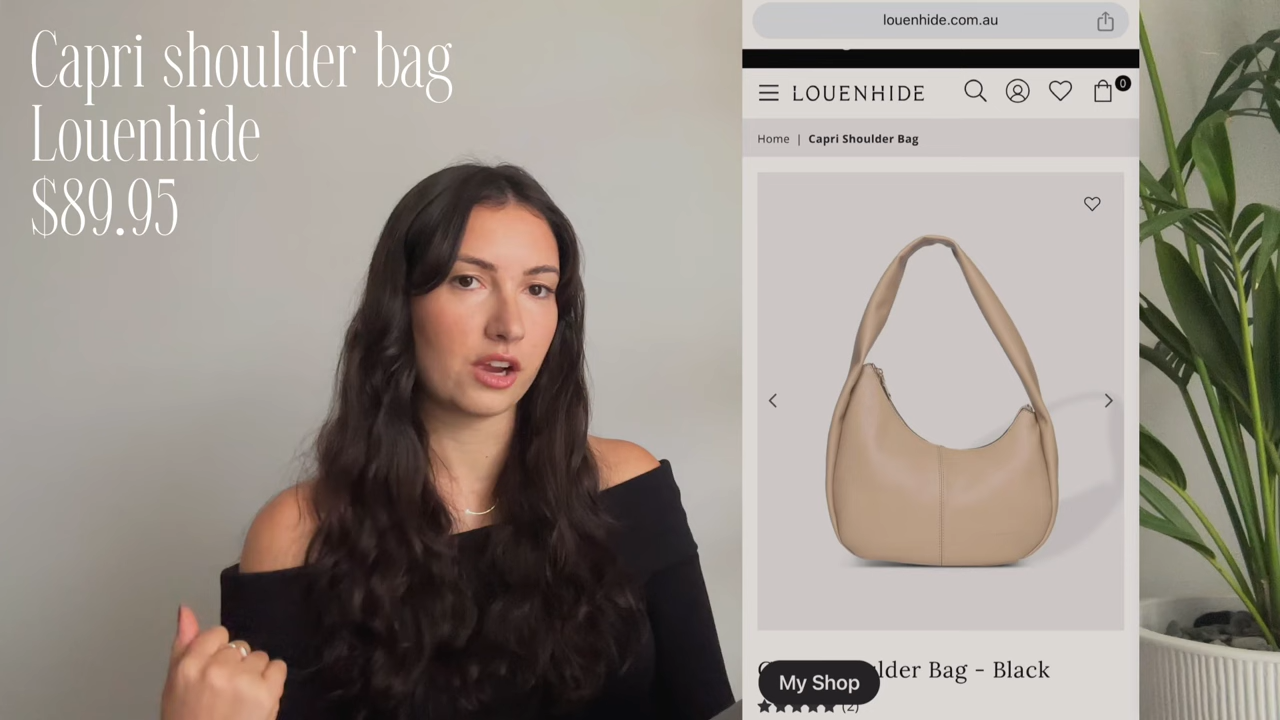 Capri shoulder bag
Louenhide
$89.95
louenhide.com.au
LOUENHIDE
0
Home | Capri Shoulder Bag
lder Bag - Black
My Shop
(2)